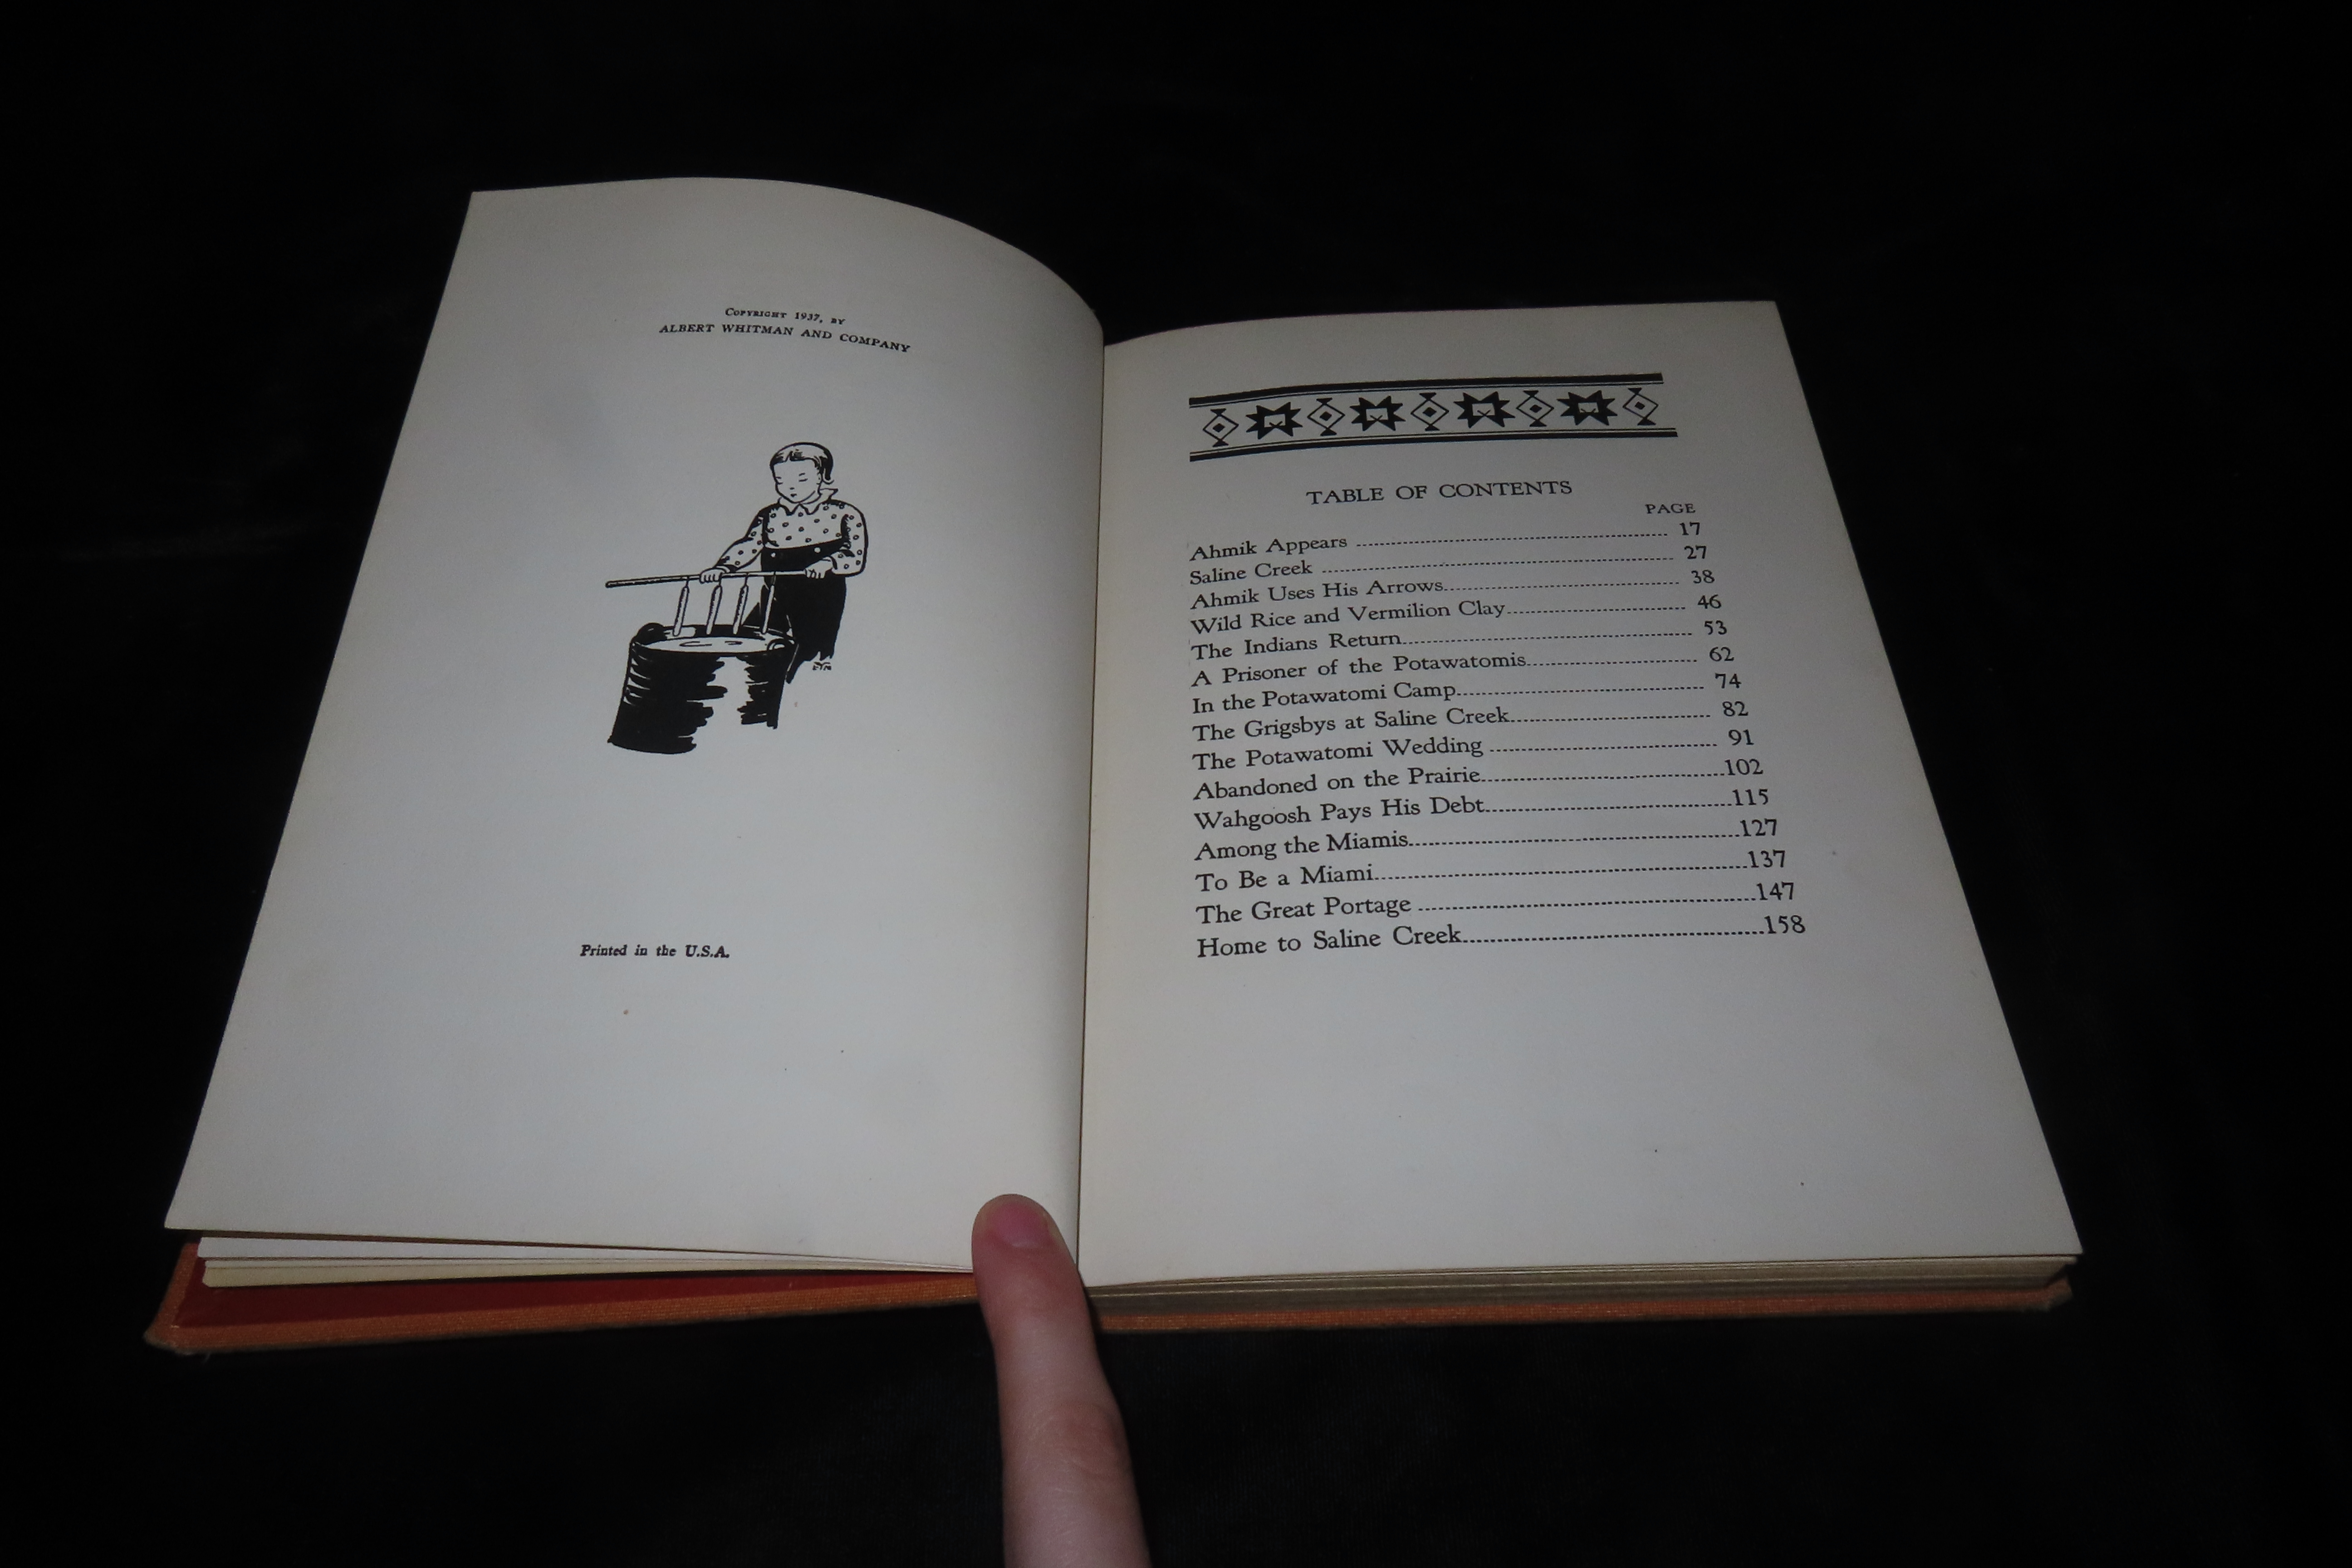 COPYRIGHT 1937, BY
ALBERT WHITMAN AND COMPANY
Printed in the U.S.A.
TABLE OF CONTENTS
PAGE
Ahmik Appears ........ 17
Saline Creek ........ 27
Ahmik Uses His Arrows........ 38
Wild Rice and Vermilion Clay........ 46
The Indians Return........ 53
A Prisoner of the Potawatomis........ 62
In the Potawatomi Camp........ 74
The Grigsbys at Saline Creek........ 82
The Potawatomi Wedding ........ 91
Abandoned on the Prairie........102
Wahgoosh Pays His Debt........115
Among the Miamis........127
To Be a Miami........137
The Great Portage ........147
Home to Saline Creek........158